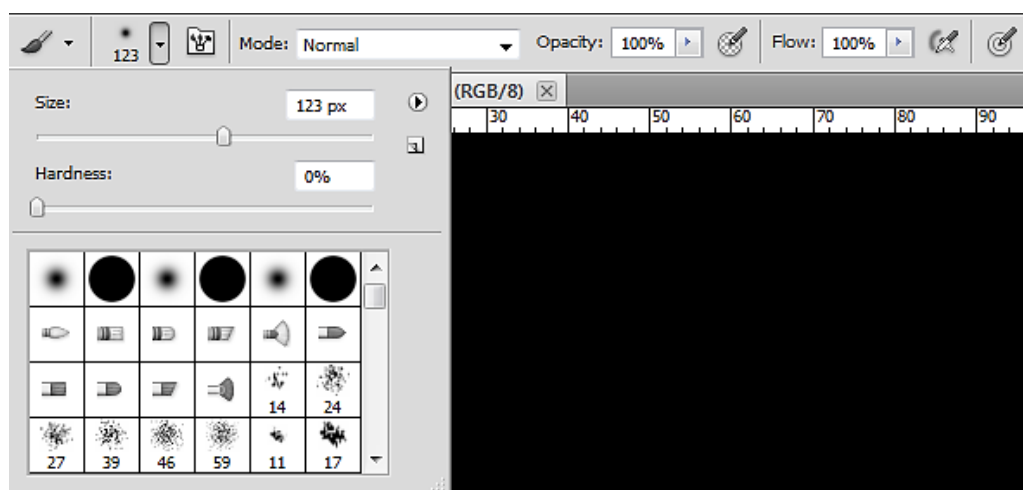 123 Mode: Normal Opacity: 100% Flow: 100%
(RGB/8)
Size: 123 px
30 40 50 60 70 80 90
Hardness: 0%
14 24
27 39 46 59 11 17